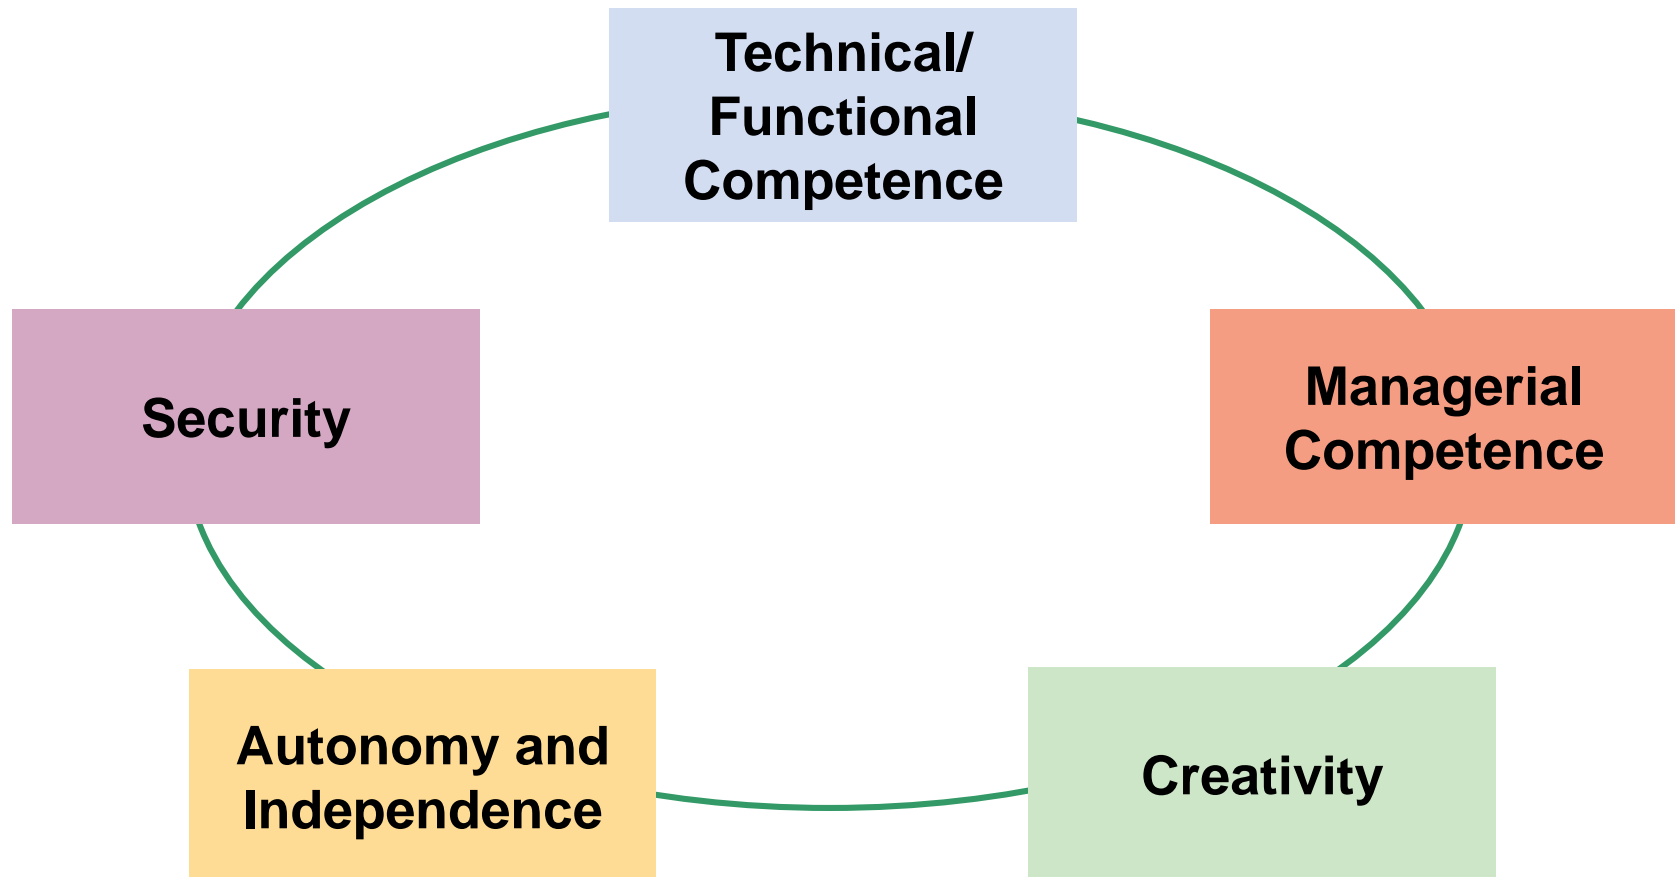 Technical/
Functional
Competence
Security
Managerial
Competence
Autonomy and
Independence
Creativity